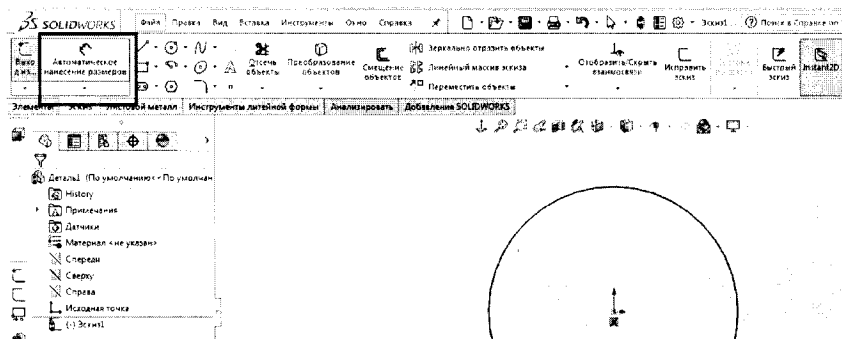 SOLIDWORKS Файл Правка Вид Вставка Инструменты Окно Справка Эскиз1... Поиск в Справке по
Автоматическое нанесение размеров
Отсечь объекты
Преобразование объектов
Смещение объектов
Зеркально отразить объекты
Линейный массив эскиза
Переместить объекты
Отобразить/Скрыть взаимосвязи
Исправить эскиз
Быстрый эскиз
Instant2D
Элементы Эскиз Листовой металл Инструменты литейной формы Анализировать Добавления SOLIDWORKS
Деталь1 (По умолчанию<<По умолчан
History
Примечания
Датчики
Материал <не указан>
Спереди
Сверху
Справа
Исходная точка
(-) Эскиз1